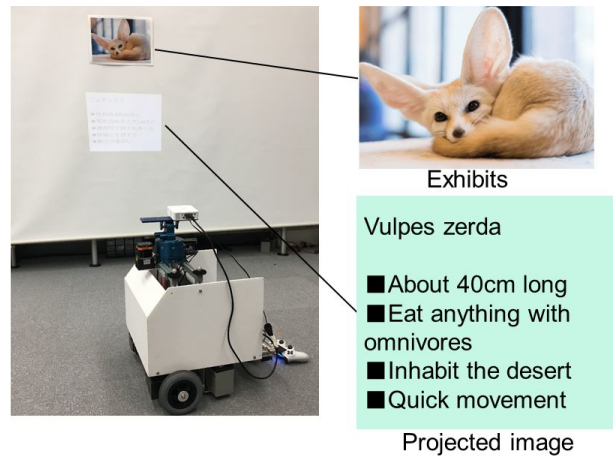 Exhibits
Vulpes zerda
■About 40cm long
■Eat anything with
omnivores
■Inhabit the desert
■Quick movement
Projected image